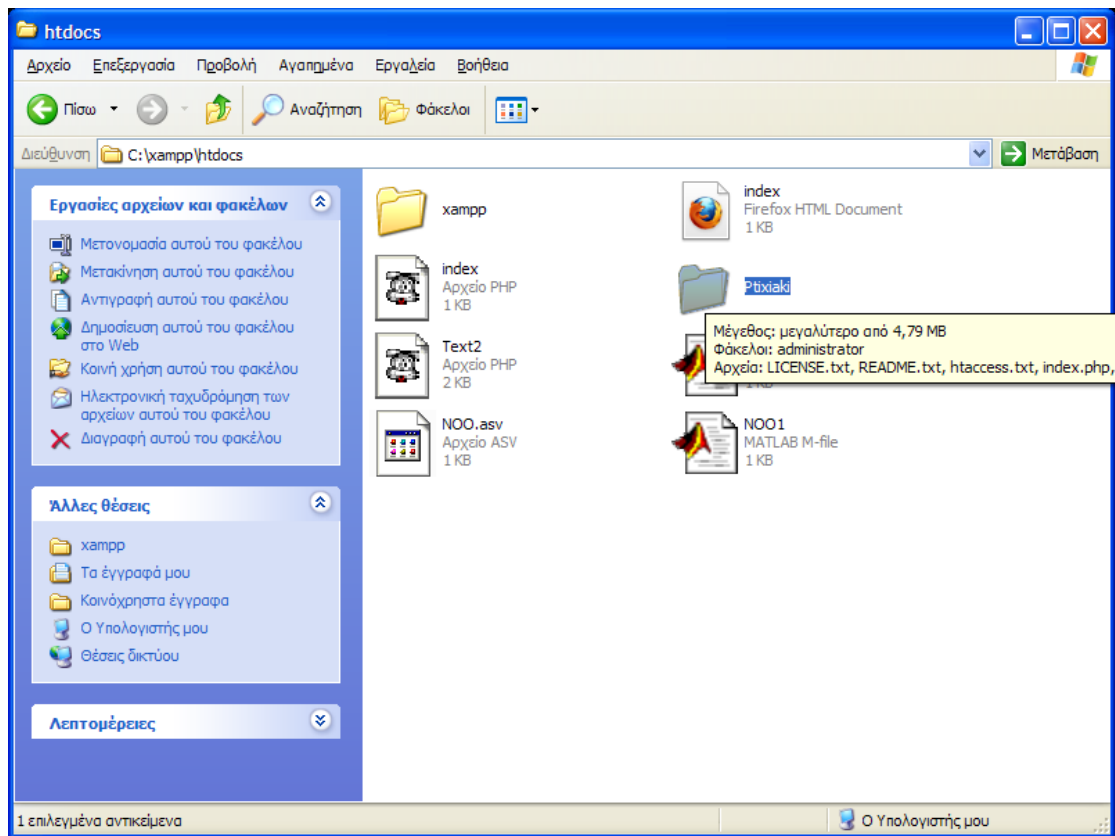 htdocs
Αρχείο Επεξεργασία Προβολή Αγαπημένα Εργαλεία Βοήθεια
Πίσω Αναζήτηση Φάκελοι
Διεύθυνση C:\xampp\htdocs Μετάβαση
Εργασίες αρχείων και φακέλων
Μετονομασία αυτού του φακέλου
Μετακίνηση αυτού του φακέλου
Αντιγραφή αυτού του φακέλου
Δημοσίευση αυτού του φακέλου
στο Web
Κοινή χρήση αυτού του φακέλου
Ηλεκτρονική ταχυδρόμηση των
αρχείων αυτού του φακέλου
Διαγραφή αυτού του φακέλου
Άλλες θέσεις
xampp
Τα έγγραφά μου
Κοινόχρηστα έγγραφα
Ο Υπολογιστής μου
Θέσεις δικτύου
Λεπτομέρειες
xampp
index
Firefox HTML Document
1 KB
index
Αρχείο PHP
1 KB
Ptixiaki
Μέγεθος: μεγαλύτερο από 4,79 MB
Φάκελοι: administrator
Αρχεία: LICENSE.txt, README.txt, htaccess.txt, index.php,
Text2
Αρχείο PHP
2 KB
1 KB
NOO.asv
Αρχείο ASV
1 KB
NOO1
MATLAB M-file
1 KB
1 επιλεγμένα αντικείμενα Ο Υπολογιστής μου